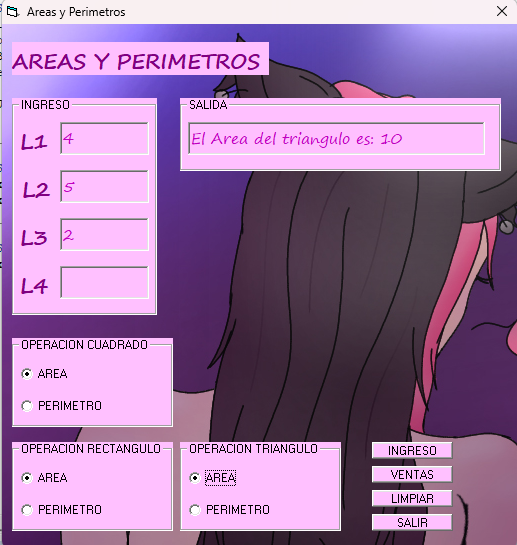 Areas y Perimetros
AREAS Y PERIMETROS
INGRESO
L1 4
L2 5
L3 2
L4
SALIDA
El Area del triangulo es: 10
OPERACION CUADRADO
AREA
PERIMETRO
OPERACION RECTANGULO
AREA
PERIMETRO
OPERACION TRIANGULO
AREA
PERIMETRO
INGRESO
VENTAS
LIMPIAR
SALIR